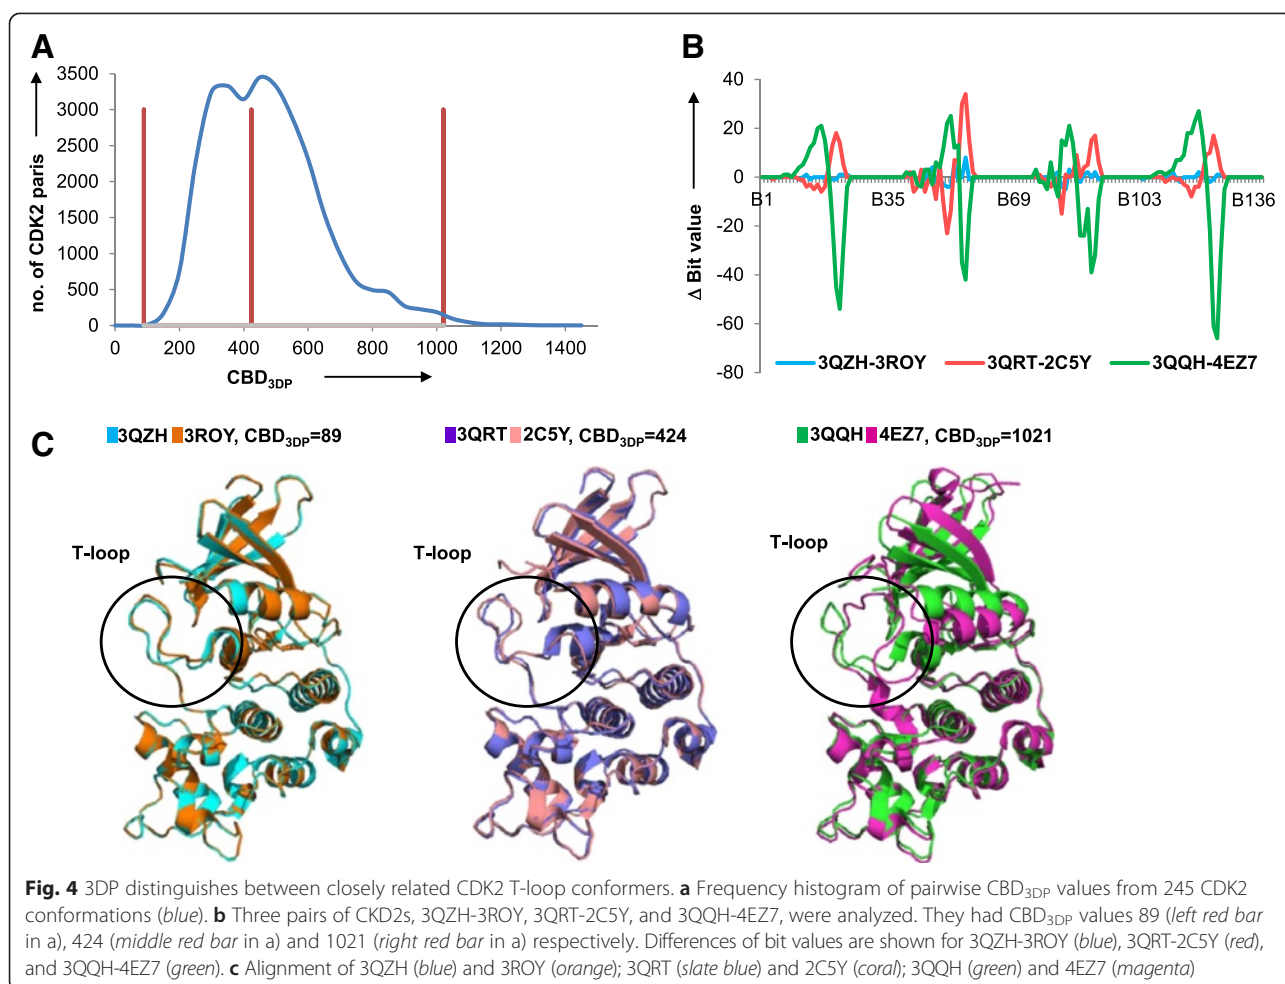 A
no. of CDK2 paris
3500
3000
2500
2000
1500
1000
500
0
0 200 400 600 800 1000 1200 1400
CBD3DP
B
Δ Bit value
40
20
0
-20
-40
-60
-80
B1 B35 B69 B103 B136
3QZH-3ROY 3QRT-2C5Y 3QQH-4EZ7
C
3QZH 3ROY, CBD3DP=89
3QRT 2C5Y, CBD3DP=424
3QQH 4EZ7, CBD3DP=1021
T-loop
T-loop
T-loop
Fig. 4 3DP distinguishes between closely related CDK2 T-loop conformers. a Frequency histogram of pairwise CBD3DP values from 245 CDK2
conformations (blue). b Three pairs of CKD2s, 3QZH-3ROY, 3QRT-2C5Y, and 3QQH-4EZ7, were analyzed. They had CBD3DP values 89 (left red bar
in a), 424 (middle red bar in a) and 1021 (right red bar in a) respectively. Differences of bit values are shown for 3QZH-3ROY (blue), 3QRT-2C5Y (red),
and 3QQH-4EZ7 (green). c Alignment of 3QZH (blue) and 3ROY (orange); 3QRT (slate blue) and 2C5Y (coral); 3QQH (green) and 4EZ7 (magenta)